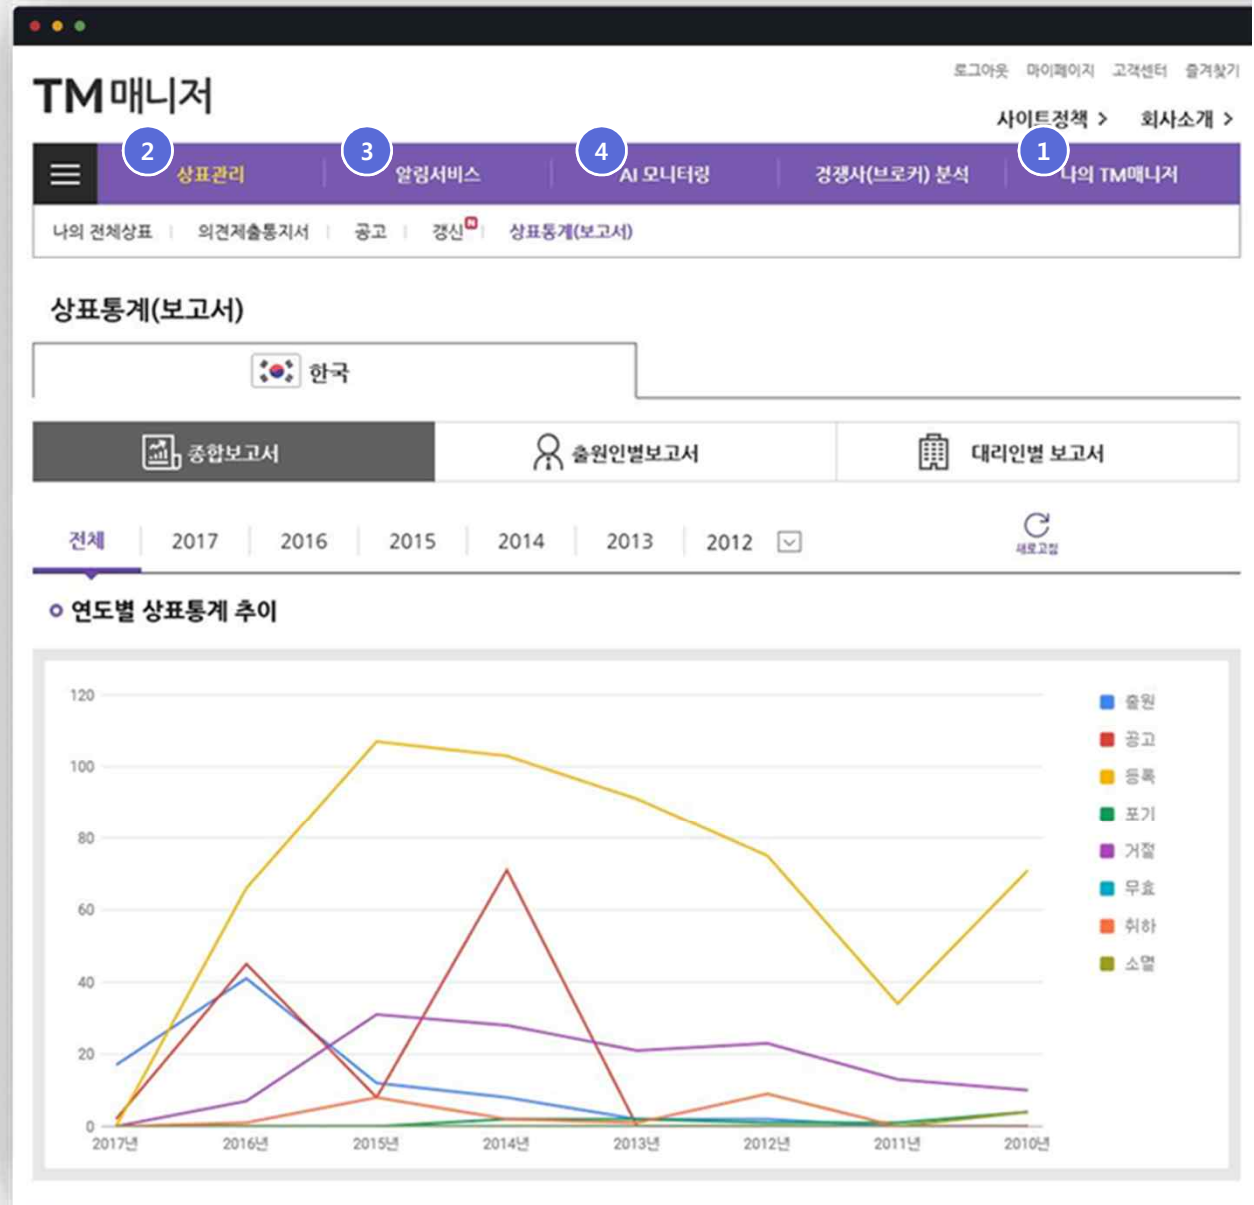 로그아웃 마이페이지 고객센터 즐겨찾기
TM매니저
사이트정책 > 회사소개 >
2 3 4 1
상표관리 알림서비스 AI 모니터링 경쟁사(브로커) 분석 나의 TM매니저
나의 전체상표 의견제출통지서 공고 갱신 N 상표통계(보고서)
상표통계(보고서)
한국
종합보고서 출원인별보고서 대리인별 보고서
전체 2017 2016 2015 2014 2013 2012
새로고침
연도별 상표통계 추이
120
100
80
60
40
20
0
2017년 2016년 2015년 2014년 2013년 2012년 2011년 2010년
출원
공고
등록
포기
거절
무효
취하
소멸